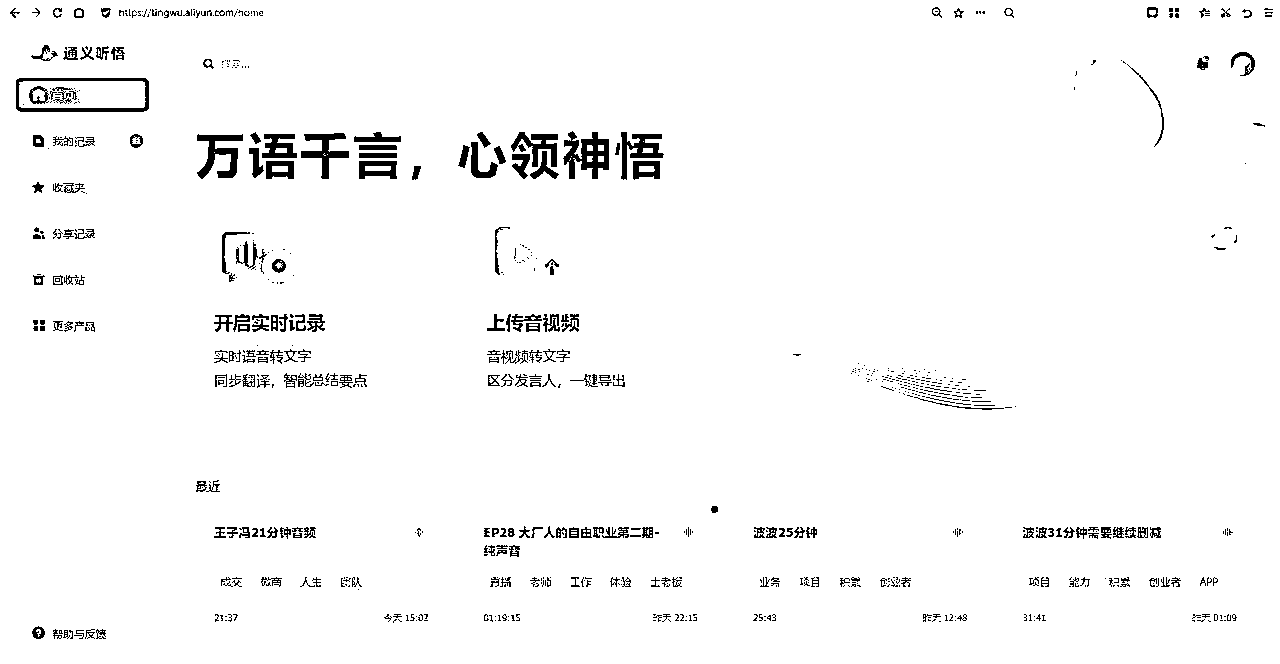 https://tingwu.aliyun.com/home
通义听悟
搜索...
首页
我的记录
收藏夹
分享记录
回收站
更多产品
帮助与反馈
万语千言，心领神悟
开启实时记录
实时语音转文字
同步翻译，智能总结要点
上传音视频
音视频转文字
区分发言人，一键导出
最近
王子冯21分钟音频
成交 微商 人生 团队
21:37 今天 15:02
EP28 大厂人的自由职业第二期-
纯声音
直播 老师 工作 体验 土老板
01:19:15 昨天 22:15
波波25分钟
业务 项目 积累 创业者
25:43 昨天 12:48
波波31分钟需要继续删减
项目 能力 积累 创业者 APP
31:41 昨天 01:09